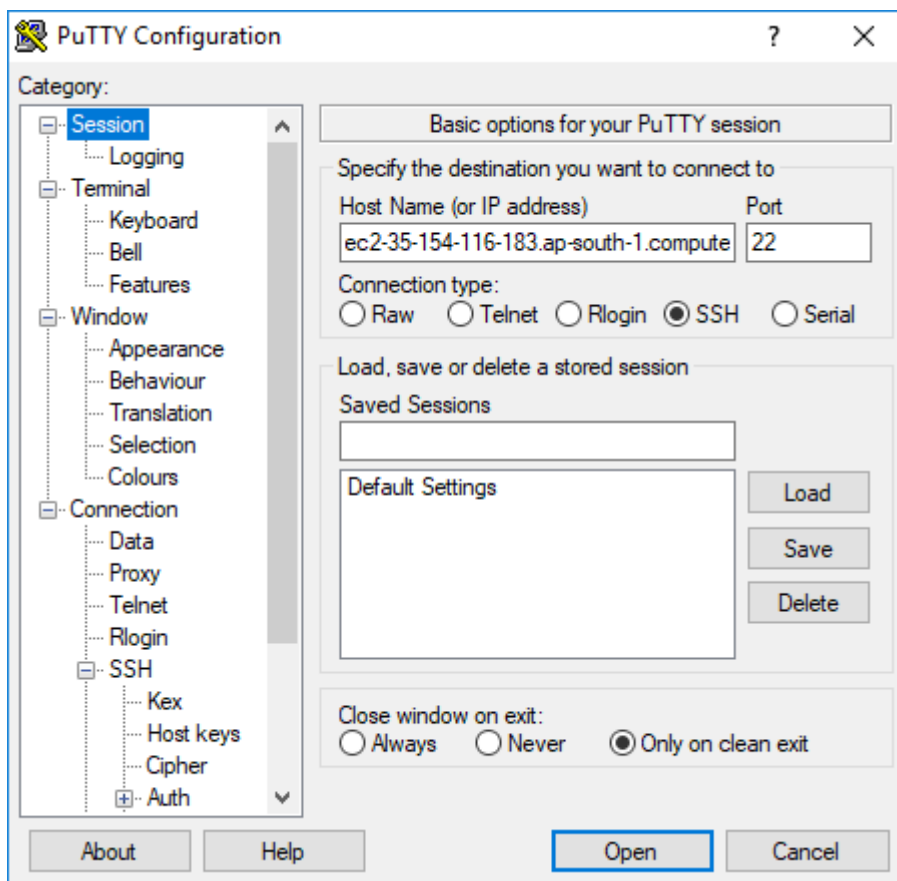 PuTTY Configuration
?
Category:
Session
Logging
Terminal
Keyboard
Bell
Features
Window
Appearance
Behaviour
Translation
Selection
Colours
Connection
Data
Proxy
Telnet
Rlogin
SSH
Kex
Host keys
Cipher
Auth
Basic options for your PuTTY session
Specify the destination you want to connect to
Host Name (or IP address) Port
ec2-35-154-116-183.ap-south-1.compute 22
Connection type:
Raw Telnet Rlogin SSH Serial
Load, save or delete a stored session
Saved Sessions
Default Settings
Load
Save
Delete
Close window on exit:
Always Never Only on clean exit
About Help Open Cancel